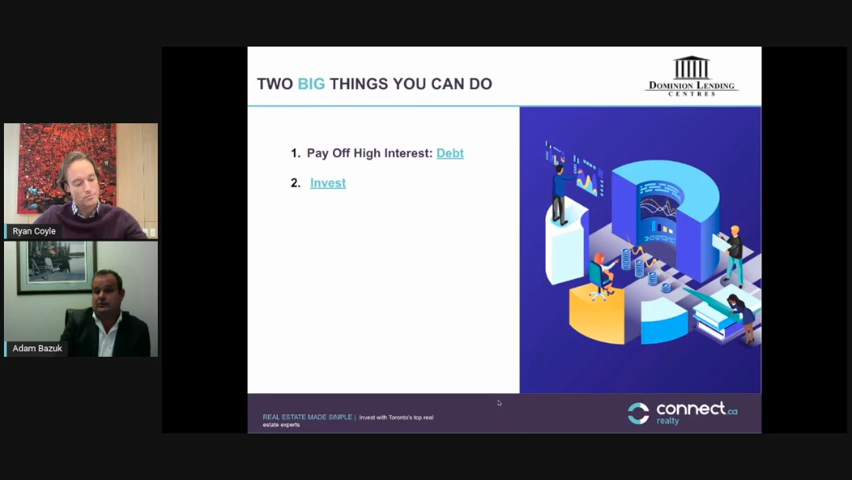 TWO BIG THINGS YOU CAN DO
DOMINION LENDING
CENTRES
1. Pay Off High Interest: Debt
2. Invest
Ryan Coyle
Adam Bazuk
REAL ESTATE MADE SIMPLE | Invest with Toronto's top real
estate experts
connect.ca
realty